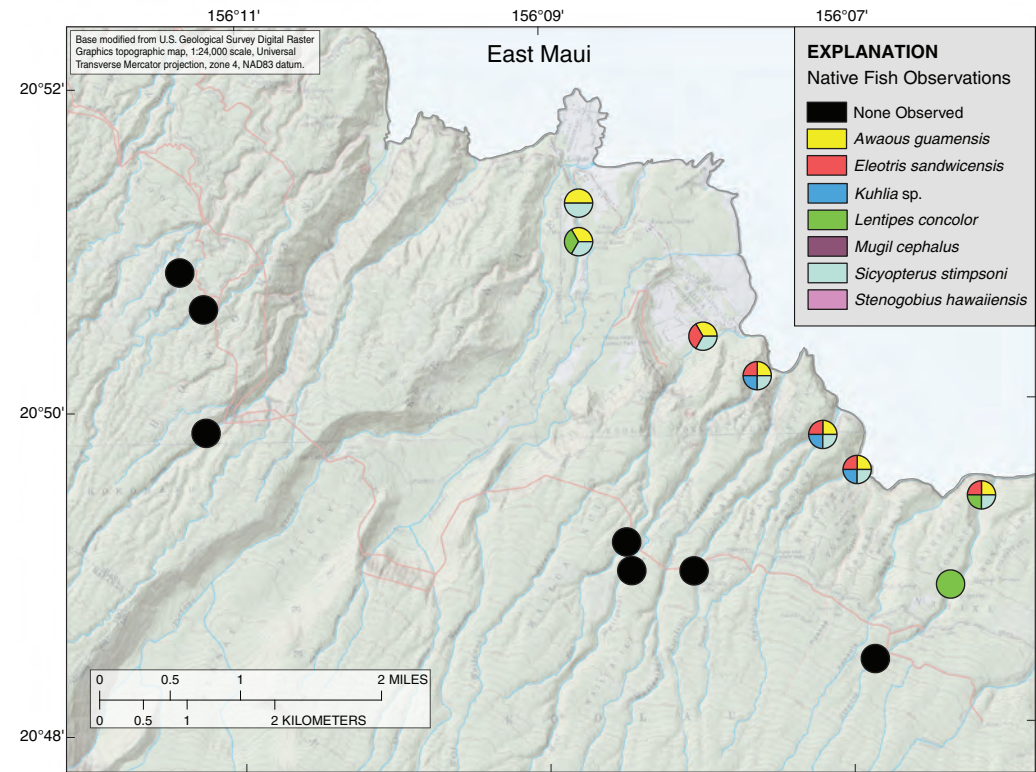 156°11'
156°09'
156°07'
Base modified from U.S. Geological Survey Digital Raster
Graphics topographic map, 1:24,000 scale, Universal
Transverse Mercator projection, zone 4, NAD83 datum.
East Maui
EXPLANATION
Native Fish Observations
None Observed
Awaous guamensis
Eleotris sandwicensis
Kuhlia sp.
Lentipes concolor
Mugil cephalus
Sicyopterus stimpsoni
Stenogobius hawaiiensis
20°52'
20°50'
20°48'
0 0.5 1 2 MILES
0 0.5 1 2 KILOMETERS